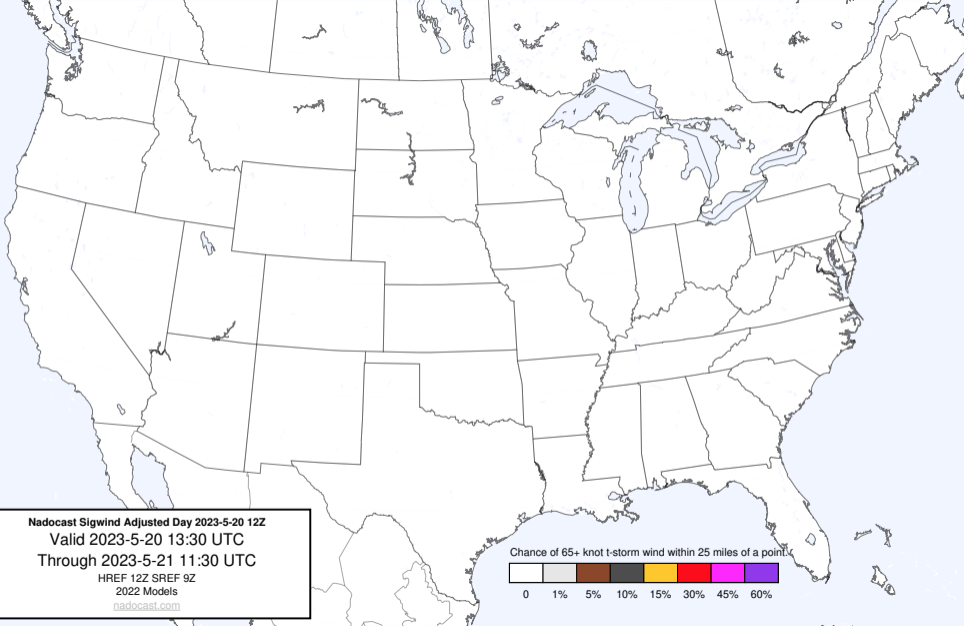 Nadocast Sigwind Adjusted Day 2023-5-20 12Z
Valid 2023-5-20 13:30 UTC
Through 2023-5-21 11:30 UTC
HREF 12Z SREF 9Z
2022 Models
nadocast.com
Chance of 65+ knot t-storm wind within 25 miles of a point.
0 1% 5% 10% 15% 30% 45% 60%